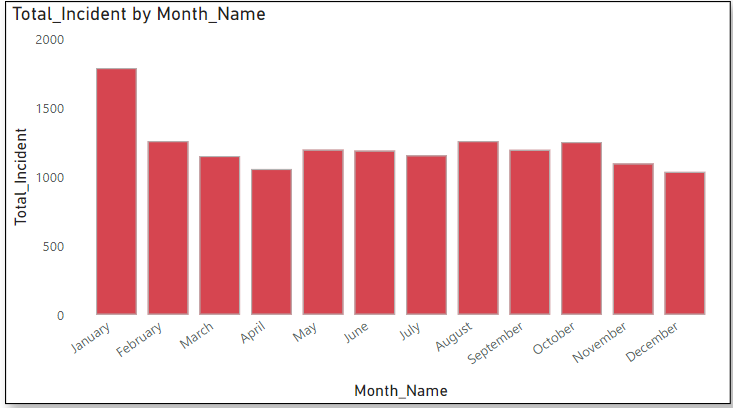 Total_Incident by Month_Name
2000
1500
1000
500
0
Total_Incident
January
February
March
April
May
June
July
August
September
October
November
December
Month_Name